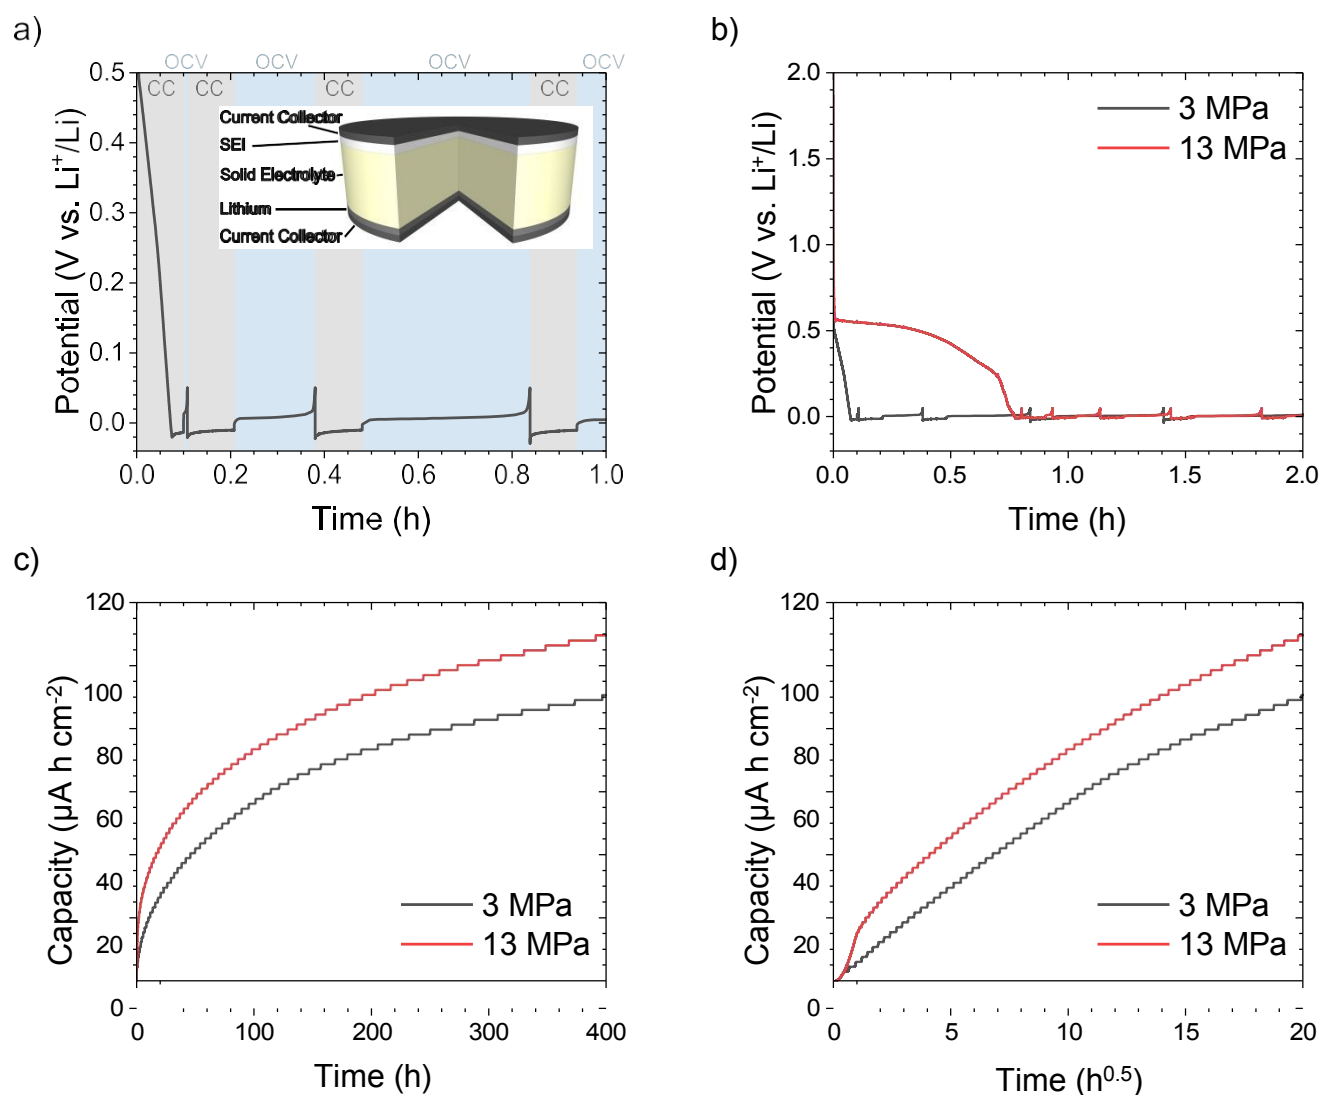 a)
OCV OCV OCV OCV
CC CC CC CC
0.5
0.4
0.3
0.2
0.1
0.0
Potential (V vs. Li⁺/Li)
Current Collector
SEI
Solid Electrolyte
Lithium
Current Collector
0.0 0.2 0.4 0.6 0.8 1.0
Time (h)
b)
2.0
1.5
1.0
0.5
0.0
Potential (V vs. Li⁺/Li)
3 MPa
13 MPa
0.0 0.5 1.0 1.5 2.0
Time (h)
c)
120
100
80
60
40
20
0
Capacity (µA h cm⁻²)
3 MPa
13 MPa
0 100 200 300 400
Time (h)
d)
120
100
80
60
40
20
0
Capacity (µA h cm⁻²)
3 MPa
13 MPa
0 5 10 15 20
Time (h⁰·⁵)